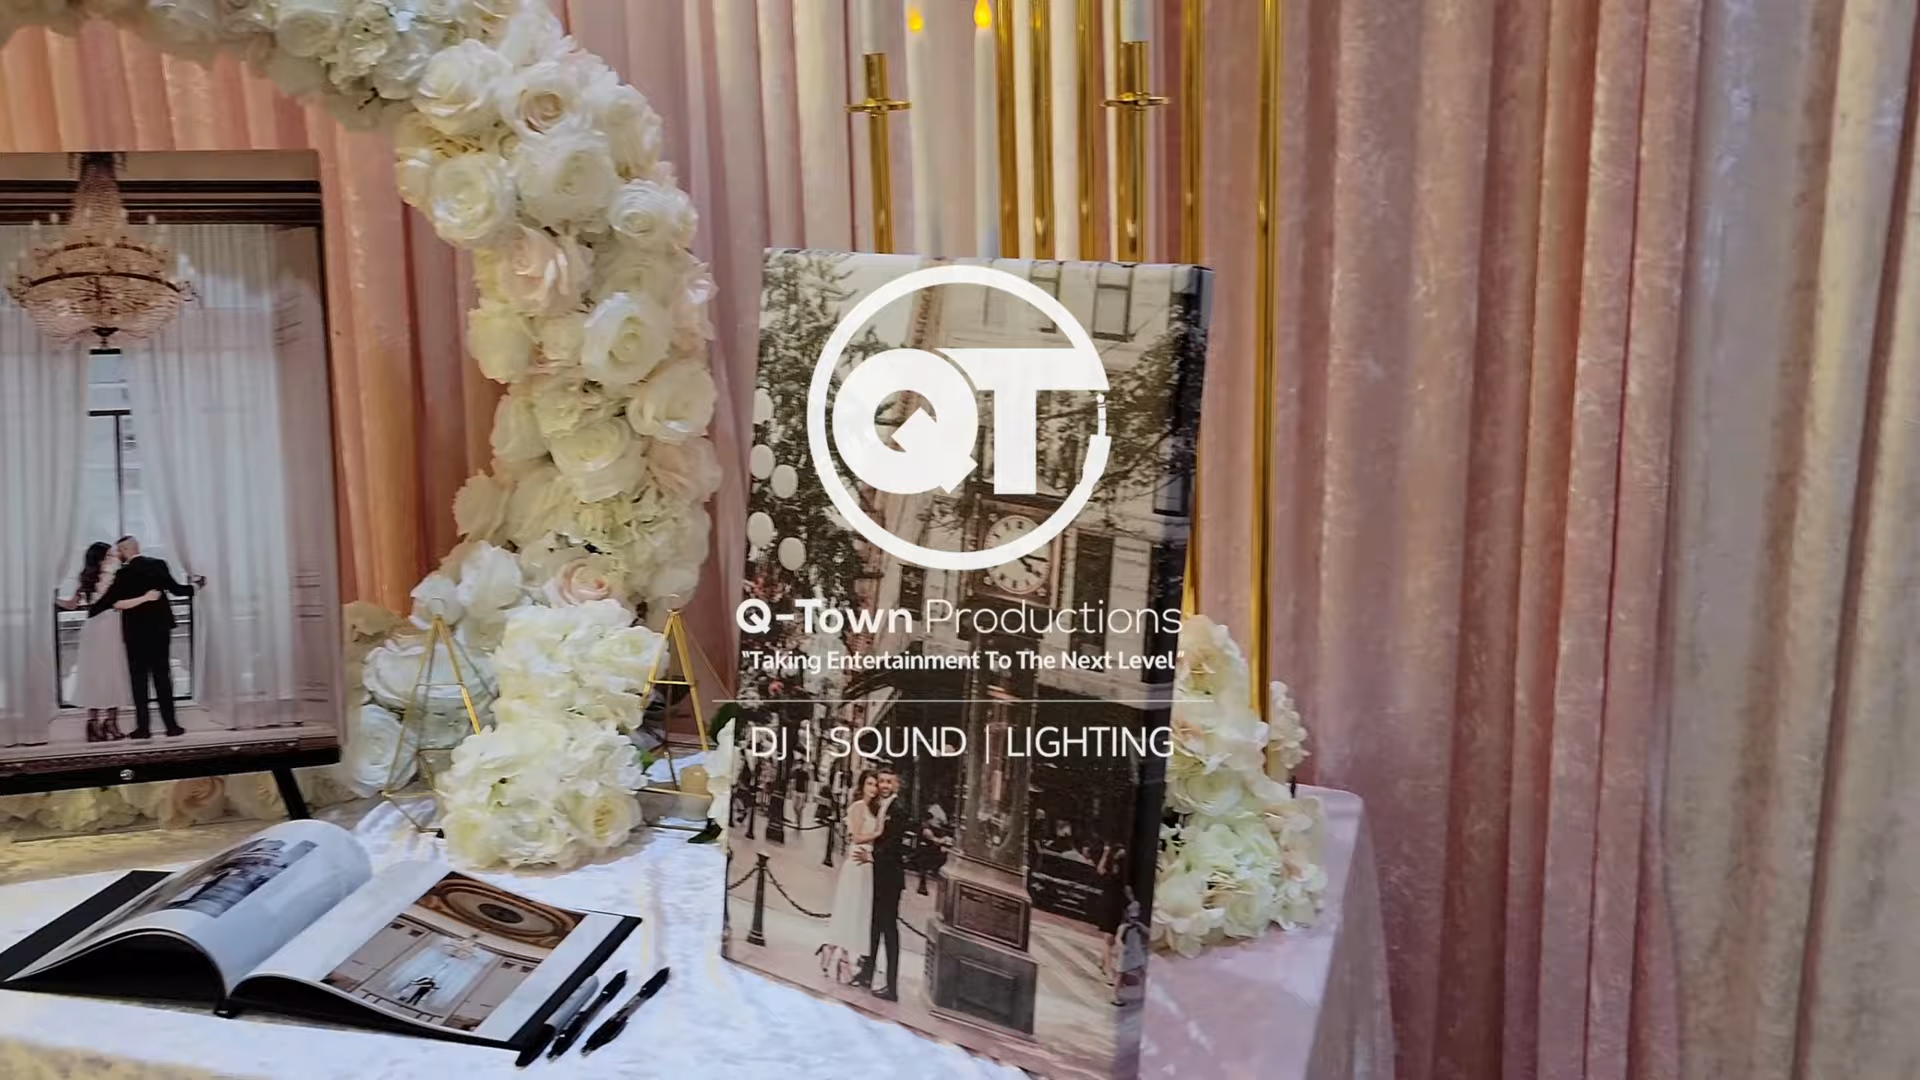 QT
Q-Town Productions
"Taking Entertainment To The Next Level"
DJ | SOUND | LIGHTING